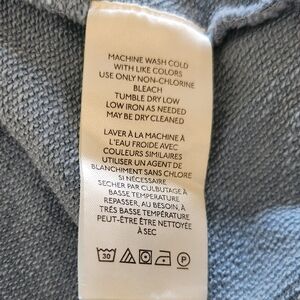 MACHINE WASH COLD
WITH LIKE COLORS
USE ONLY NON-CHLORINE
BLEACH
TUMBLE DRY LOW
LOW IRON AS NEEDED
MAY BE DRY CLEANED
LAVER À LA MACHINE À
L'EAU FROIDE AVEC
COULEURS SIMILAIRES
UTILISER UN AGENT DE
BLANCHIMENT SANS CHLORE
SI NÉCESSAIRE
SECHER PAR CULBUTAGE À
BASSE TEMPERATURE
REPASSER, AU BESOIN, À
TRÈS BASSE TEMPÉRATURE
PEUT-ÊTRE ÊTRE NETTOYÉE
À SEC
30 P